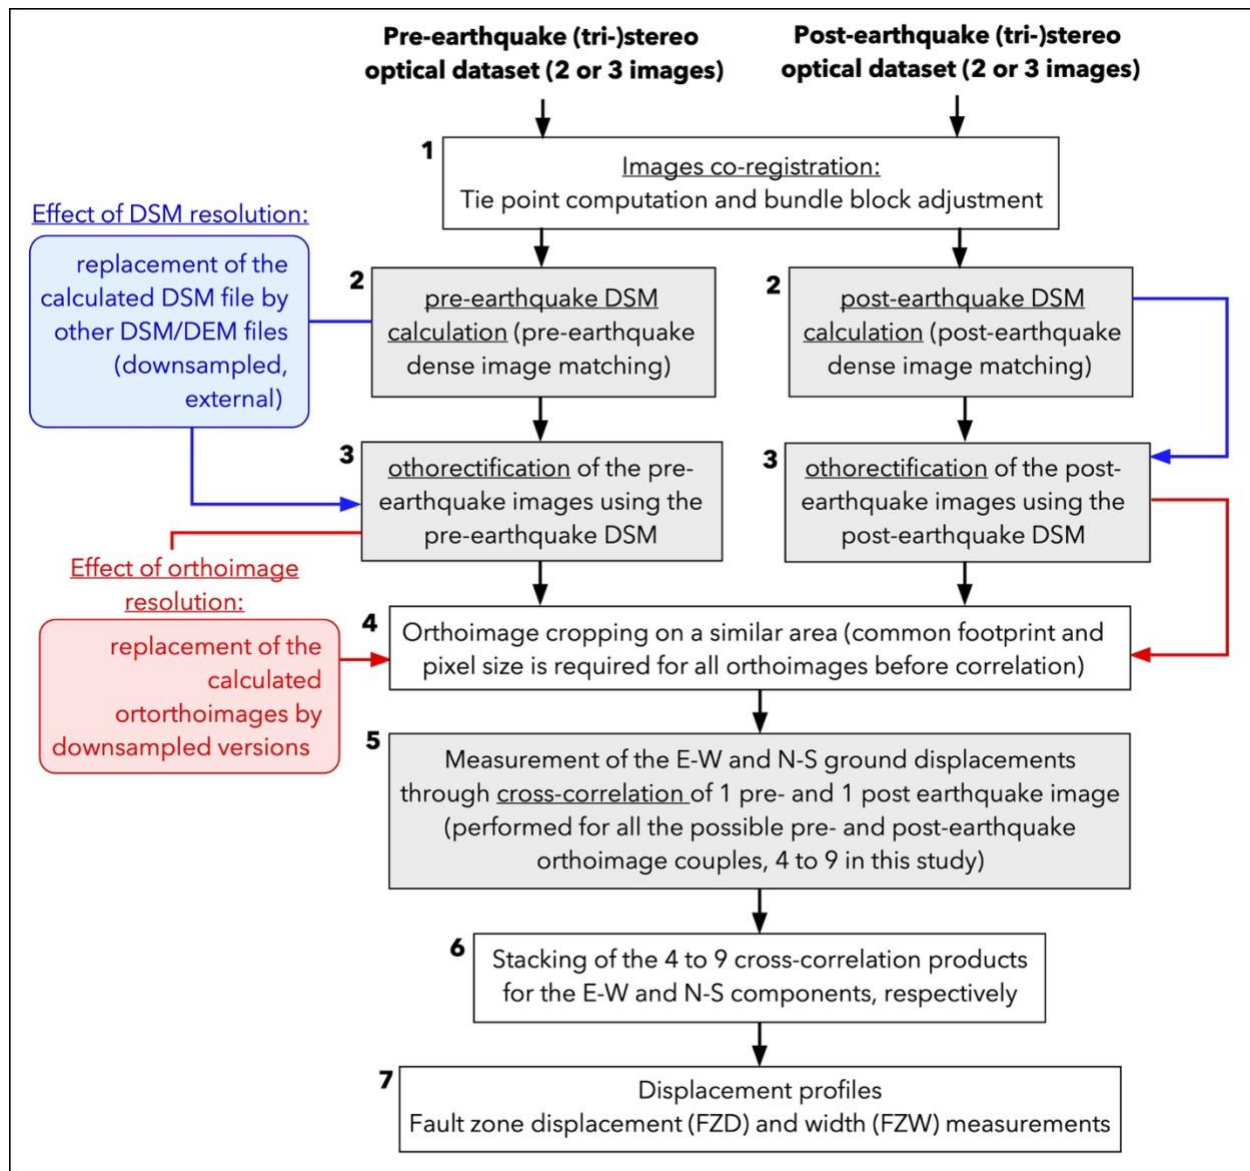 Pre-earthquake (tri-)stereo
optical dataset (2 or 3 images)
Post-earthquake (tri-)stereo
optical dataset (2 or 3 images)
1
Images co-registration:
Tie point computation and bundle block adjustment
Effect of DSM resolution:
replacement of the
calculated DSM file by
other DSM/DEM files
(downsampled,
external)
2
pre-earthquake DSM
calculation (pre-earthquake
dense image matching)
2
post-earthquake DSM
calculation (post-earthquake
dense image matching)
3
othorectification of the pre-
earthquake images using the
pre-earthquake DSM
3
othorectification of the post-
earthquake images using the
post-earthquake DSM
Effect of orthoimage
resolution:
replacement of the
calculated
ortorthoimages by
downsampled versions
4
Orthoimage cropping on a similar area (common footprint and
pixel size is required for all orthoimages before correlation)
5
Measurement of the E-W and N-S ground displacements
through cross-correlation of 1 pre- and 1 post earthquake image
(performed for all the possible pre- and post-earthquake
orthoimage couples, 4 to 9 in this study)
6
Stacking of the 4 to 9 cross-correlation products
for the E-W and N-S components, respectively
7
Displacement profiles
Fault zone displacement (FZD) and width (FZW) measurements